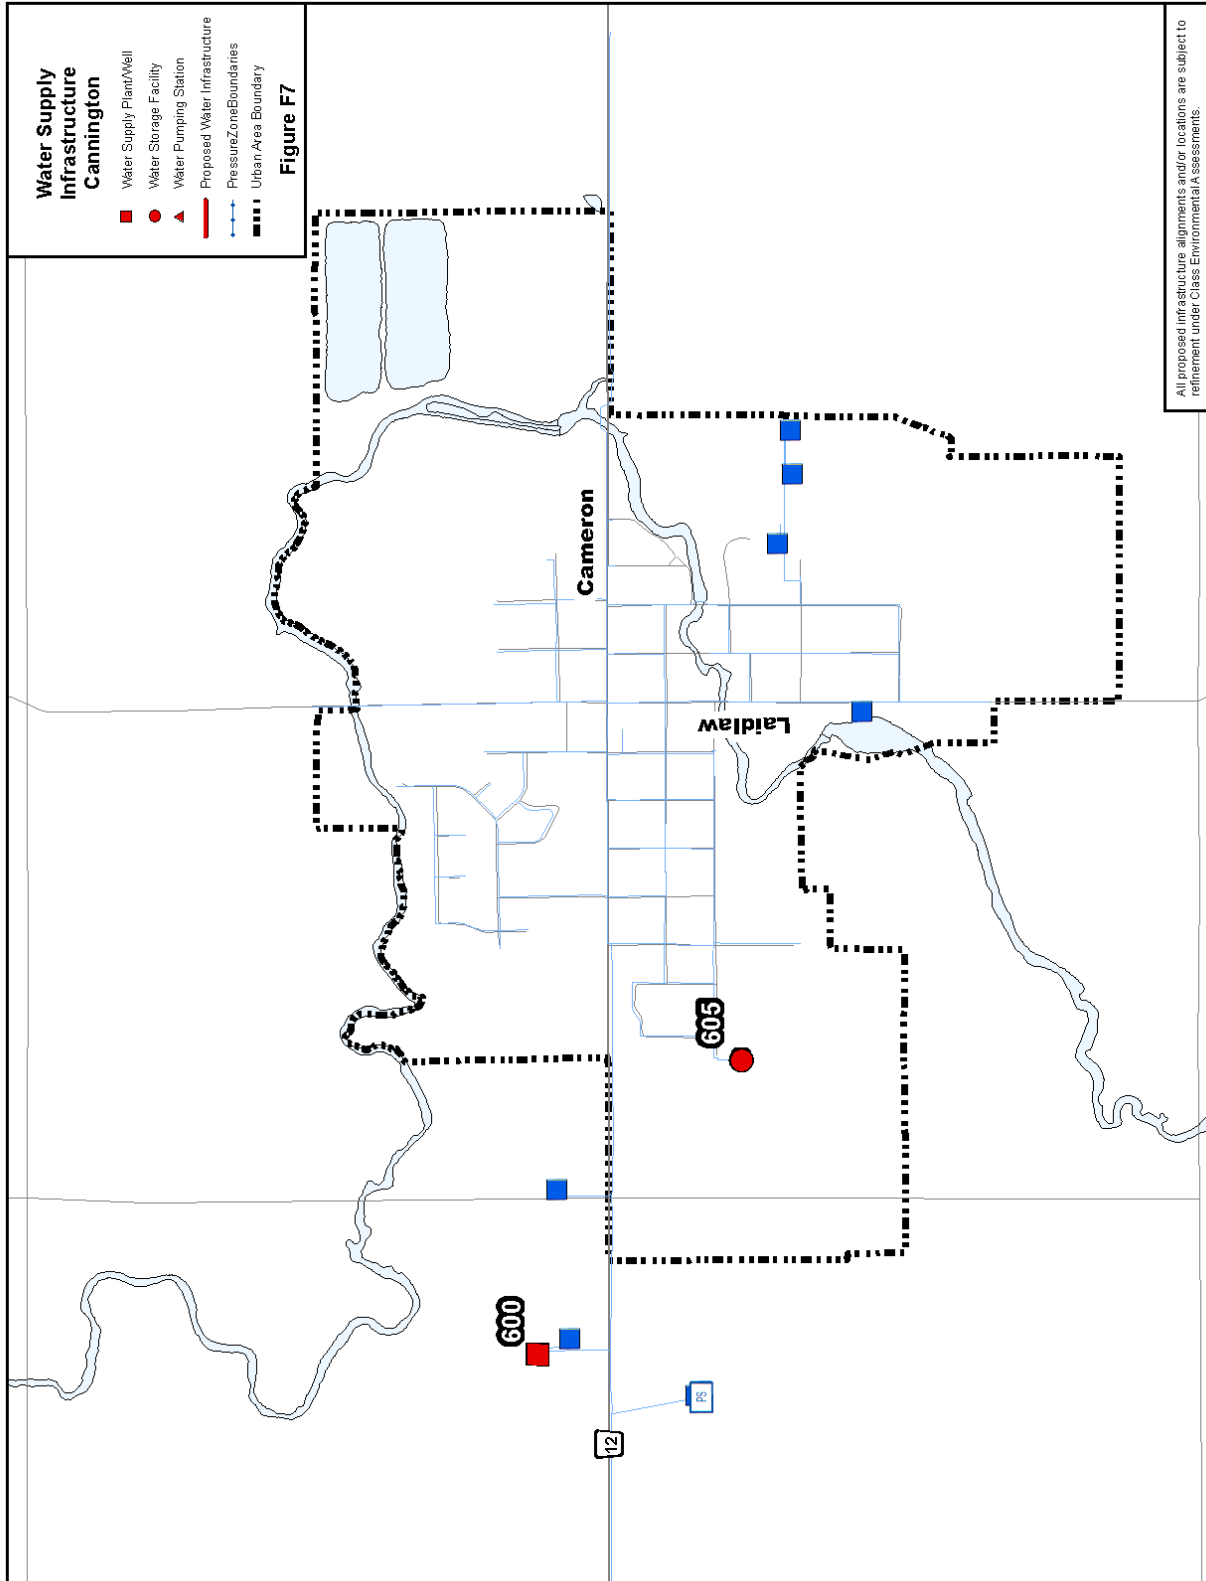 Water Supply
Infrastructure
Cannington
Water Supply Plant/Well
Water Storage Facility
Water Pumping Station
Proposed Water Infrastructure
PressureZoneBoundaries
Urban Area Boundary
Figure F7
Cameron
Laidlaw
605
600
PS
12
All proposed infrastructure alignments and/or locations are subject to
refinement under Class Environmental Assessments.